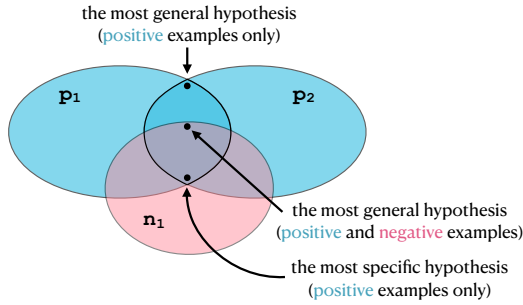 the most general hypothesis
(positive examples only)
p1
p2
n1
the most general hypothesis
(positive and negative examples)
the most specific hypothesis
(positive examples only)